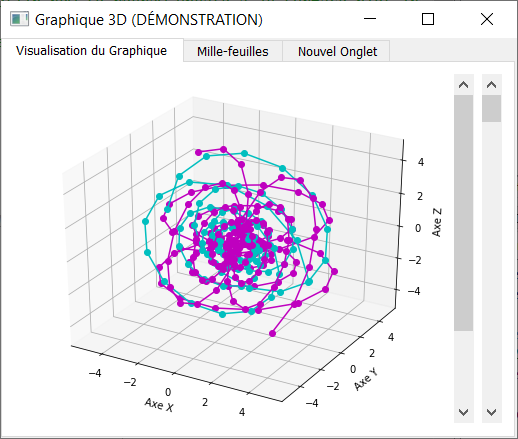 Graphique 3D (DÉMONSTRATION)
Visualisation du Graphique Mille-feuilles Nouvel Onglet
4
2
0
−2
−4
Axe Z
−4 −2 0 2 4
Axe X
−4 −2 0 2 4
Axe Y